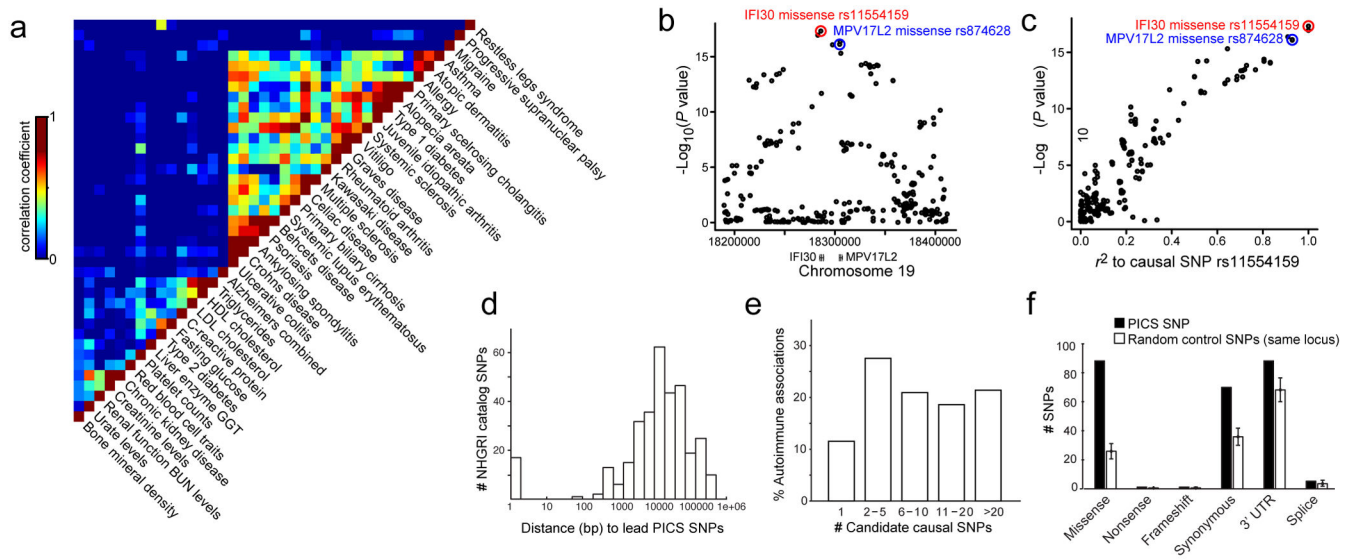 a
correlation coefficient
1
0
Restless legs syndrome
Progressive supranuclear palsy
Migraine
Asthma
Atopic dermatitis
Allergy
Primary sclerosing cholangitis
Alopecia areata
Type 1 diabetes
Juvenile idiopathic arthritis
Systemic sclerosis
Vitiligo
Graves disease
Rheumatoid arthritis
Kawasaki disease
Multiple sclerosis
Celiac disease
Primary biliary cirrhosis
Systemic lupus erythematosus
Behcets disease
Psoriasis
Ankylosing spondylitis
Crohns disease
Ulcerative colitis
Alzheimers combined
Triglycerides
HDL cholesterol
LDL cholesterol
C-reactive protein
Fasting glucose
Type 2 diabetes
Liver enzyme GGT
Platelet counts
Red blood cell traits
Chronic kidney disease
Creatinine levels
Renal function BUN levels
Urate levels
Bone mineral density
b
IFI30 missense rs11554159
MPV17L2 missense rs874628
-Log10(P value)
15
10
5
0
18200000 18300000 18400000
IFI30 MPV17L2
Chromosome 19
c
IFI30 missense rs11554159
MPV17L2 missense rs874628
-Log10 (P value)
15
10
5
0
0.0 0.2 0.4 0.6 0.8 1.0
r2 to causal SNP rs11554159
d
# NHGRI catalog SNPs
60
40
20
0
1 10 100 1000 10000 1e+06
Distance (bp) to lead PICS SNPs
e
% Autoimmune associations
30
20
10
0
1 2-5 6-10 11-20 >20
# Candidate causal SNPs
f
PICS SNP
Random control SNPs (same locus)
# SNPs
100
80
60
40
20
0
Missense
Nonsense
Frameshift
Synonymous
3' UTR
Splice